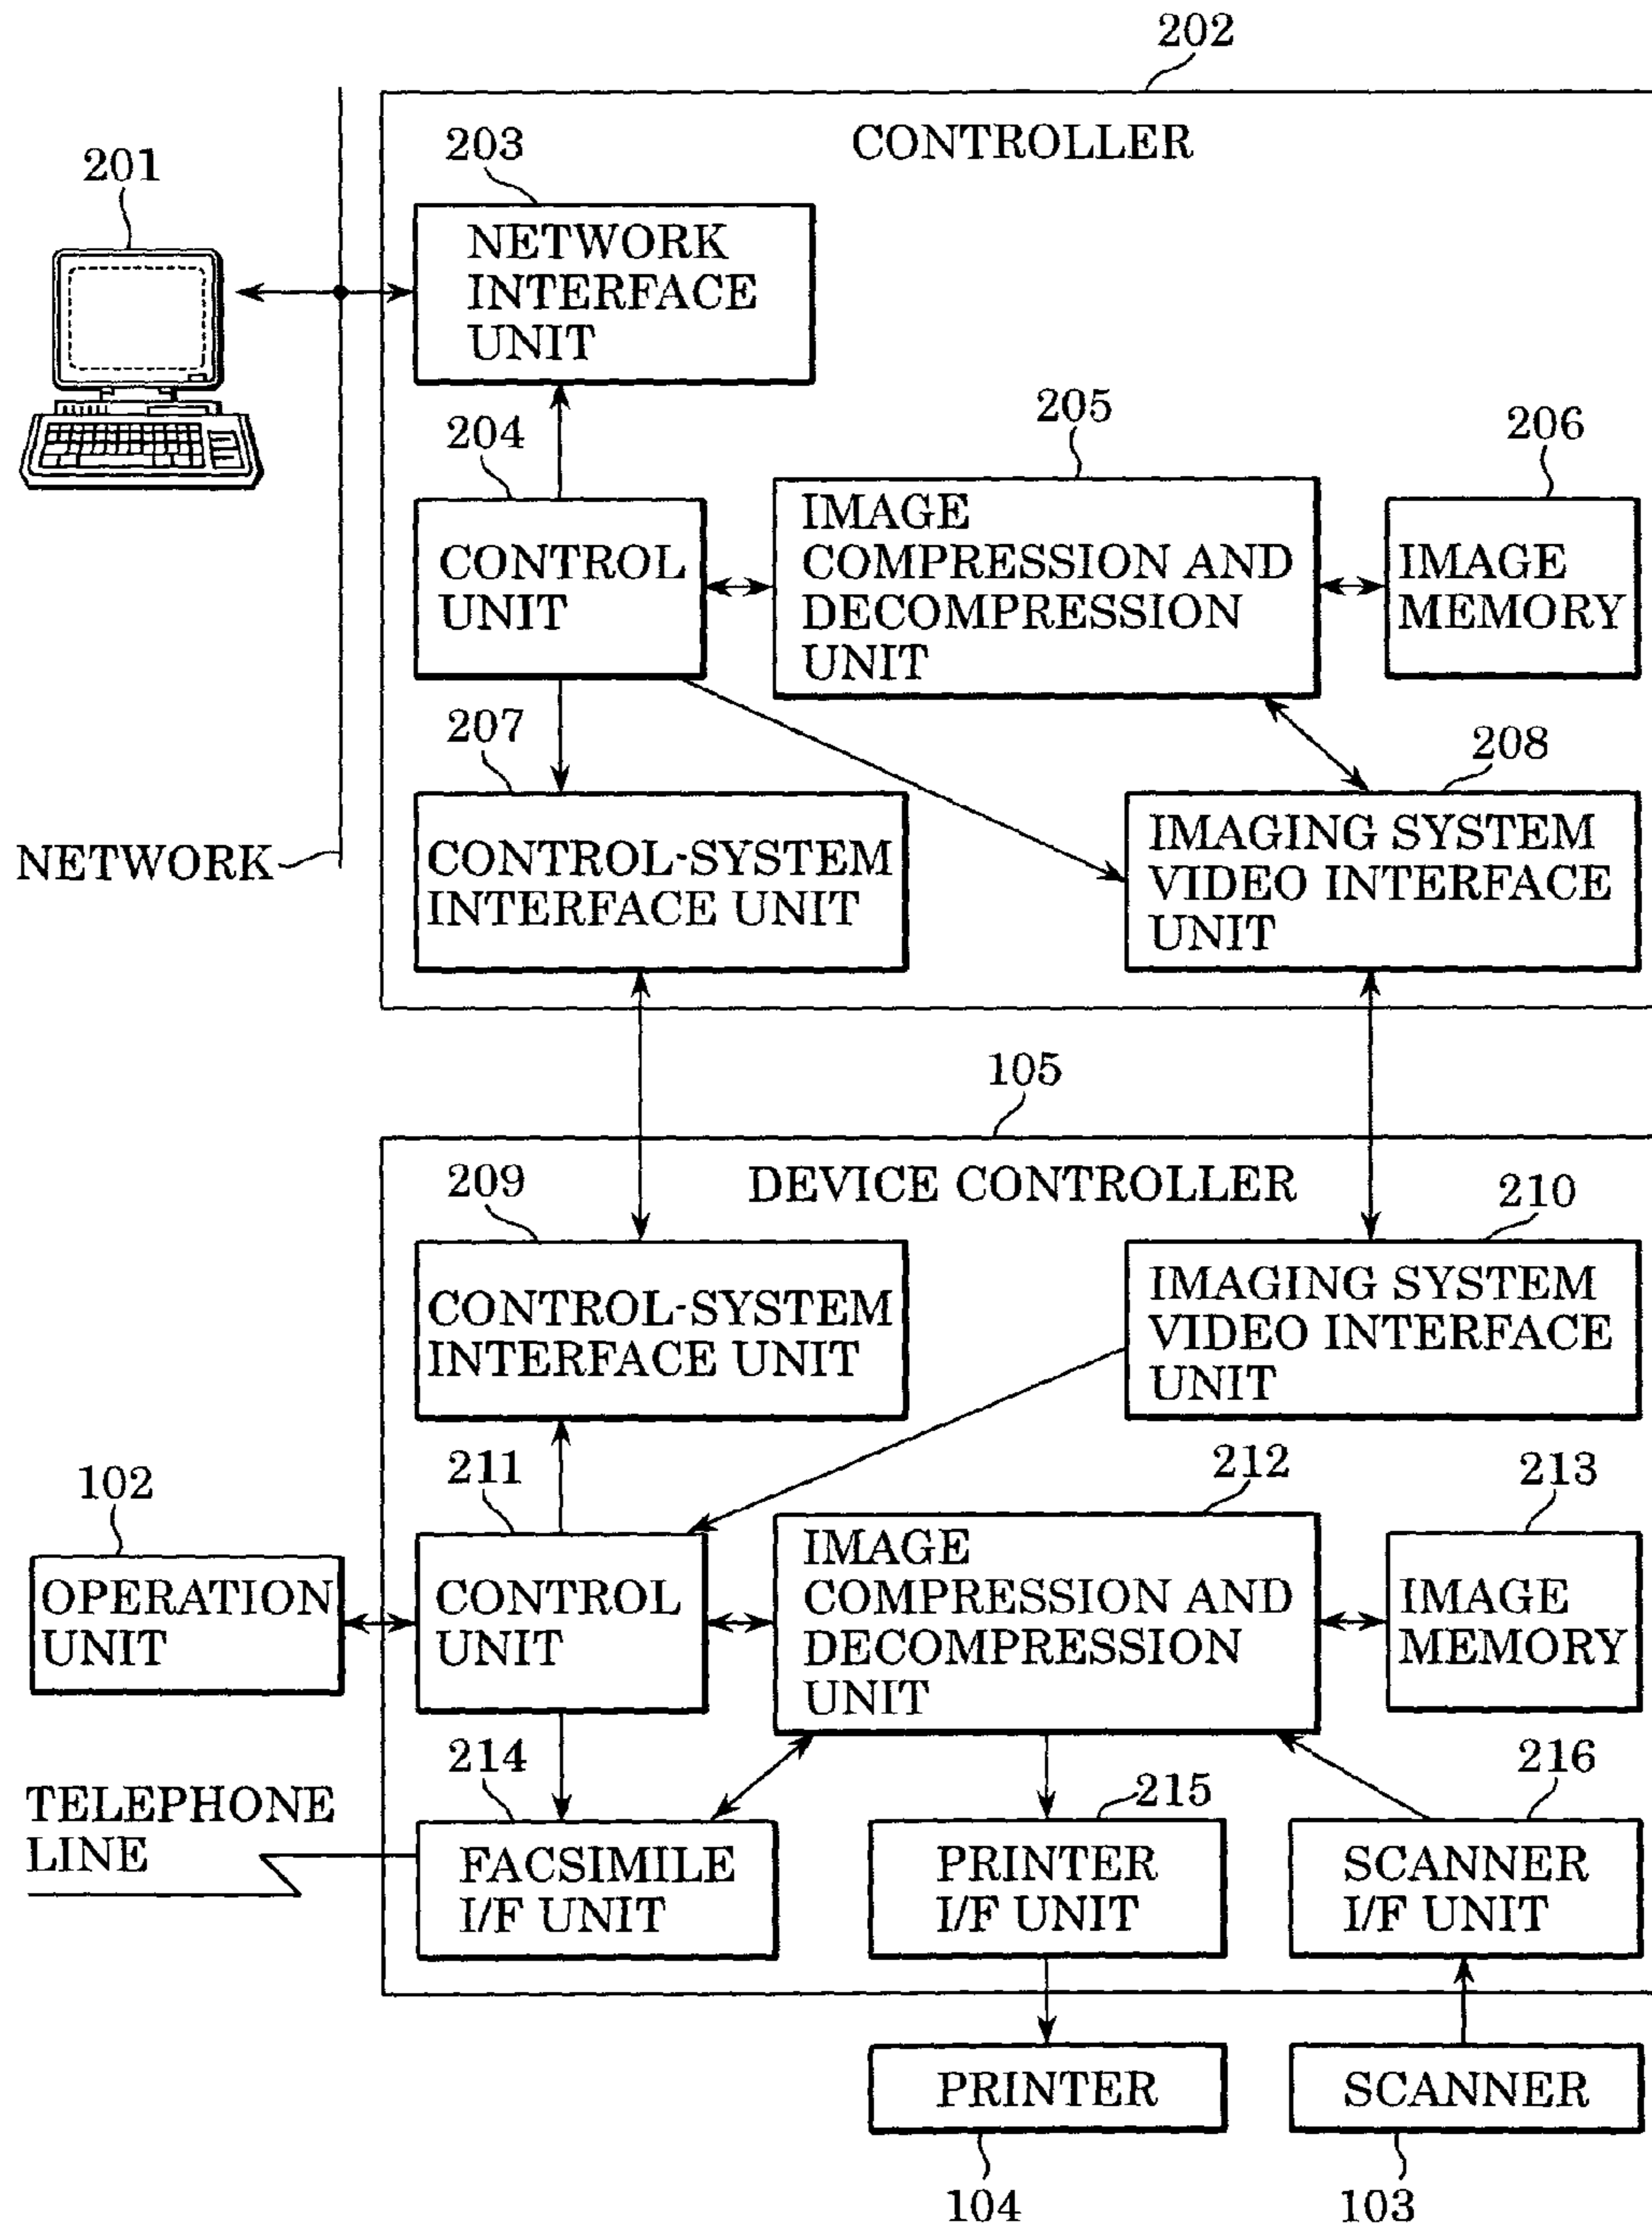 202
CONTROLLER
203
201
NETWORK
INTERFACE
UNIT
204
205
206
CONTROL
UNIT
IMAGE
COMPRESSION AND
DECOMPRESSION
UNIT
IMAGE
MEMORY
207
208
NETWORK
CONTROL-SYSTEM
INTERFACE UNIT
IMAGING SYSTEM
VIDEO INTERFACE
UNIT
105
DEVICE CONTROLLER
209
210
CONTROL-SYSTEM
INTERFACE UNIT
IMAGING SYSTEM
VIDEO INTERFACE
UNIT
102
211
212
213
OPERATION
UNIT
CONTROL
UNIT
IMAGE
COMPRESSION AND
DECOMPRESSION
UNIT
IMAGE
MEMORY
214
215
216
TELEPHONE
LINE
FACSIMILE
I/F UNIT
PRINTER
I/F UNIT
SCANNER
I/F UNIT
PRINTER
SCANNER
104
103